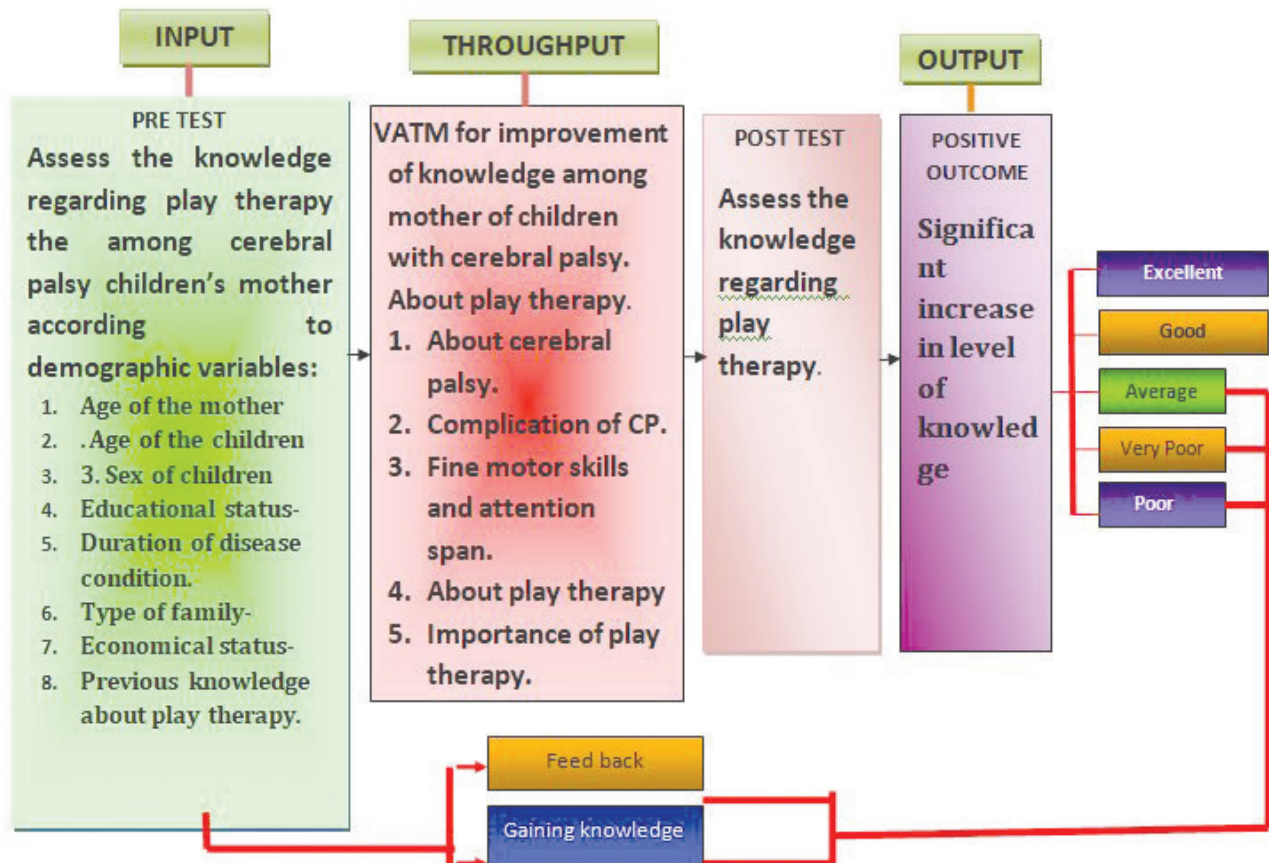 INPUT
PRE TEST
Assess the knowledge
regarding play therapy
the among cerebral
palsy children's mother
according to
demographic variables:
1. Age of the mother
2. . Age of the children
3. 3. Sex of children
4. Educational status-
5. Duration of disease
condition.
6. Type of family-
7. Economical status-
8. Previous knowledge
about play therapy.
THROUGHPUT
VATM for improvement
of knowledge among
mother of children
with cerebral palsy.
About play therapy.
1. About cerebral
palsy.
2. Complication of CP.
3. Fine motor skills
and attention
span.
4. About play therapy
5. Importance of play
therapy.
POST TEST
Assess the
knowledge
regarding
play
therapy.
OUTPUT
POSITIVE
OUTCOME
Significa
nt
increase
in level
of
knowled
ge
Excellent
Good
Average
Very Poor
Poor
Feed back
Gaining knowledge